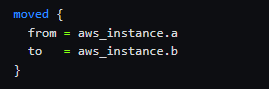 moved {
  from = aws_instance.a
  to   = aws_instance.b
}